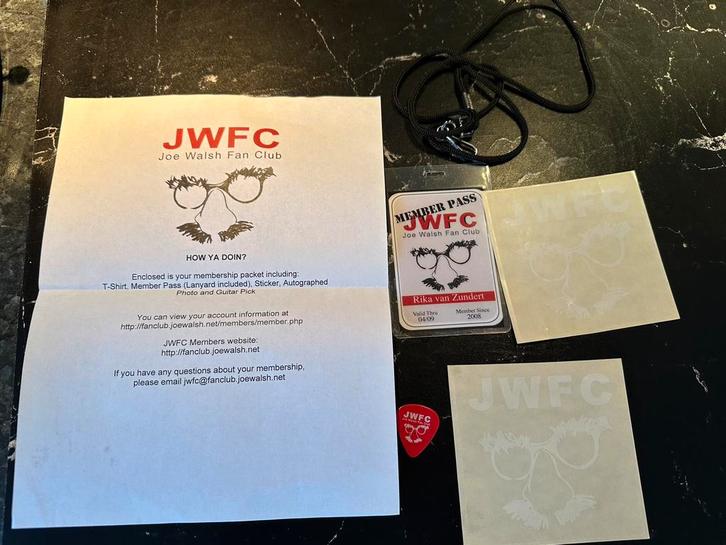 JWFC
Joe Walsh Fan Club
HOW YA DOIN?
Enclosed is your membership packet including:
T-Shirt, Member Pass (Lanyard included), Sticker, Autographed
Photo and Guitar Pick
You can view your account information at
http://fanclub.joewalsh.net/members/member.php
JWFC Members website:
http://fanclub.joewalsh.net
If you have any questions about your membership,
please email jwfc@fanclub.joewalsh.net
MEMBER PASS
JWFC
Joe Walsh Fan Club
Rika van Zundert
Valid Thru
04/09
Member Since
2008
JWFC
JWFC
JWFC